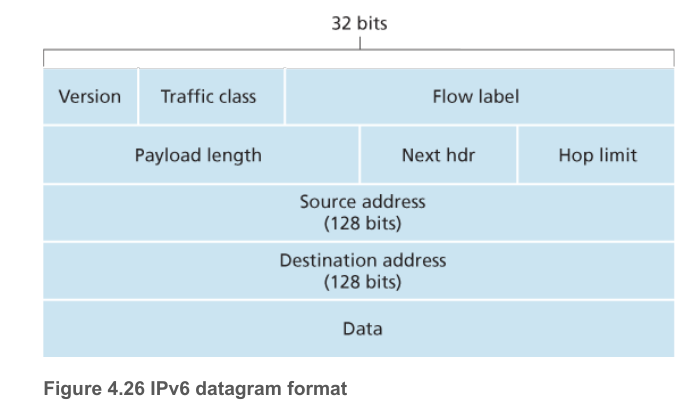 32 bits
Version Traffic class Flow label
Payload length Next hdr Hop limit
Source address
(128 bits)
Destination address
(128 bits)
Data
Figure 4.26 IPv6 datagram format